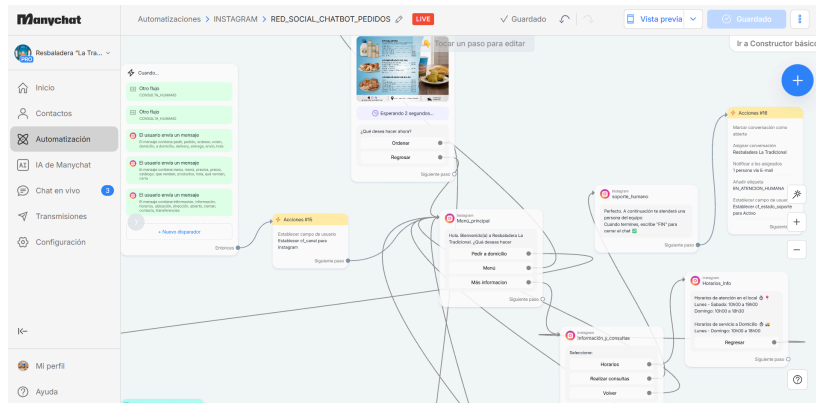 Manychat
Automatizaciones > INSTAGRAM > RED_SOCIAL_CHATBOT_PEDIDOS
LIVE
Guardado
Vista previa
Guardado
Resbaladera "La Tra...
PRO
Inicio
Contactos
Automatización
AI
IA de Manychat
Chat en vivo
3
Transmisiones
Configuración
Mi perfil
Ayuda
Tocar un paso para editar
Ir a Constructor básico
Cuando...
Otro flujo
CONSULTA_HUMANO
Otro flujo
CONSULTA_HUMANO
El usuario envía un mensaje
El usuario envía un mensaje
El usuario envía un mensaje
+ Nuevo disparador
Entonces
Acciones #15
Establecer campo de usuario
Establecer cf_canal para
Instagram
Siguiente paso
Esperando 2 segundos...
¿Qué desea hacer ahora?
Ordenar
Regresar
Siguiente paso
Instagram
Menú_principal
Hola, Bienvenido(a) a Resbaladera La
Tradicional. ¿Qué deseas hacer
Pedir a domicilio
Menú
Más informacion
Siguiente paso
Instagram
soporte_humano
Perfecto. A continuación te atenderá una
persona del equipo
Cuando termines, escribe "FIN" para
cerrar el chat ✅
Siguiente paso
Acciones #16
Marcar conversación como
abierta
Asignar conversación
Resbaladera La Tradicional
Notificar a los asignados
1 persona vía E-mail
Añadir etiqueta
EN_ATENCION_HUMANA
Establecer campo de usuario
Establecer cf_estado_soporte
para Activo
Instagram
Horarios_Info
Horarios de atención en el local
Lunes - Sabado: 10h00 a 19h00
Domingo: 10h00 a 18h30
Horarios de servicio a Domicilio
Lunes - Domingo: 10h00 a 18h00
Regresar
Siguiente paso
Instagram
Información_y_consultas
Seleccione:
Horarios
Realizar consultas
Volver